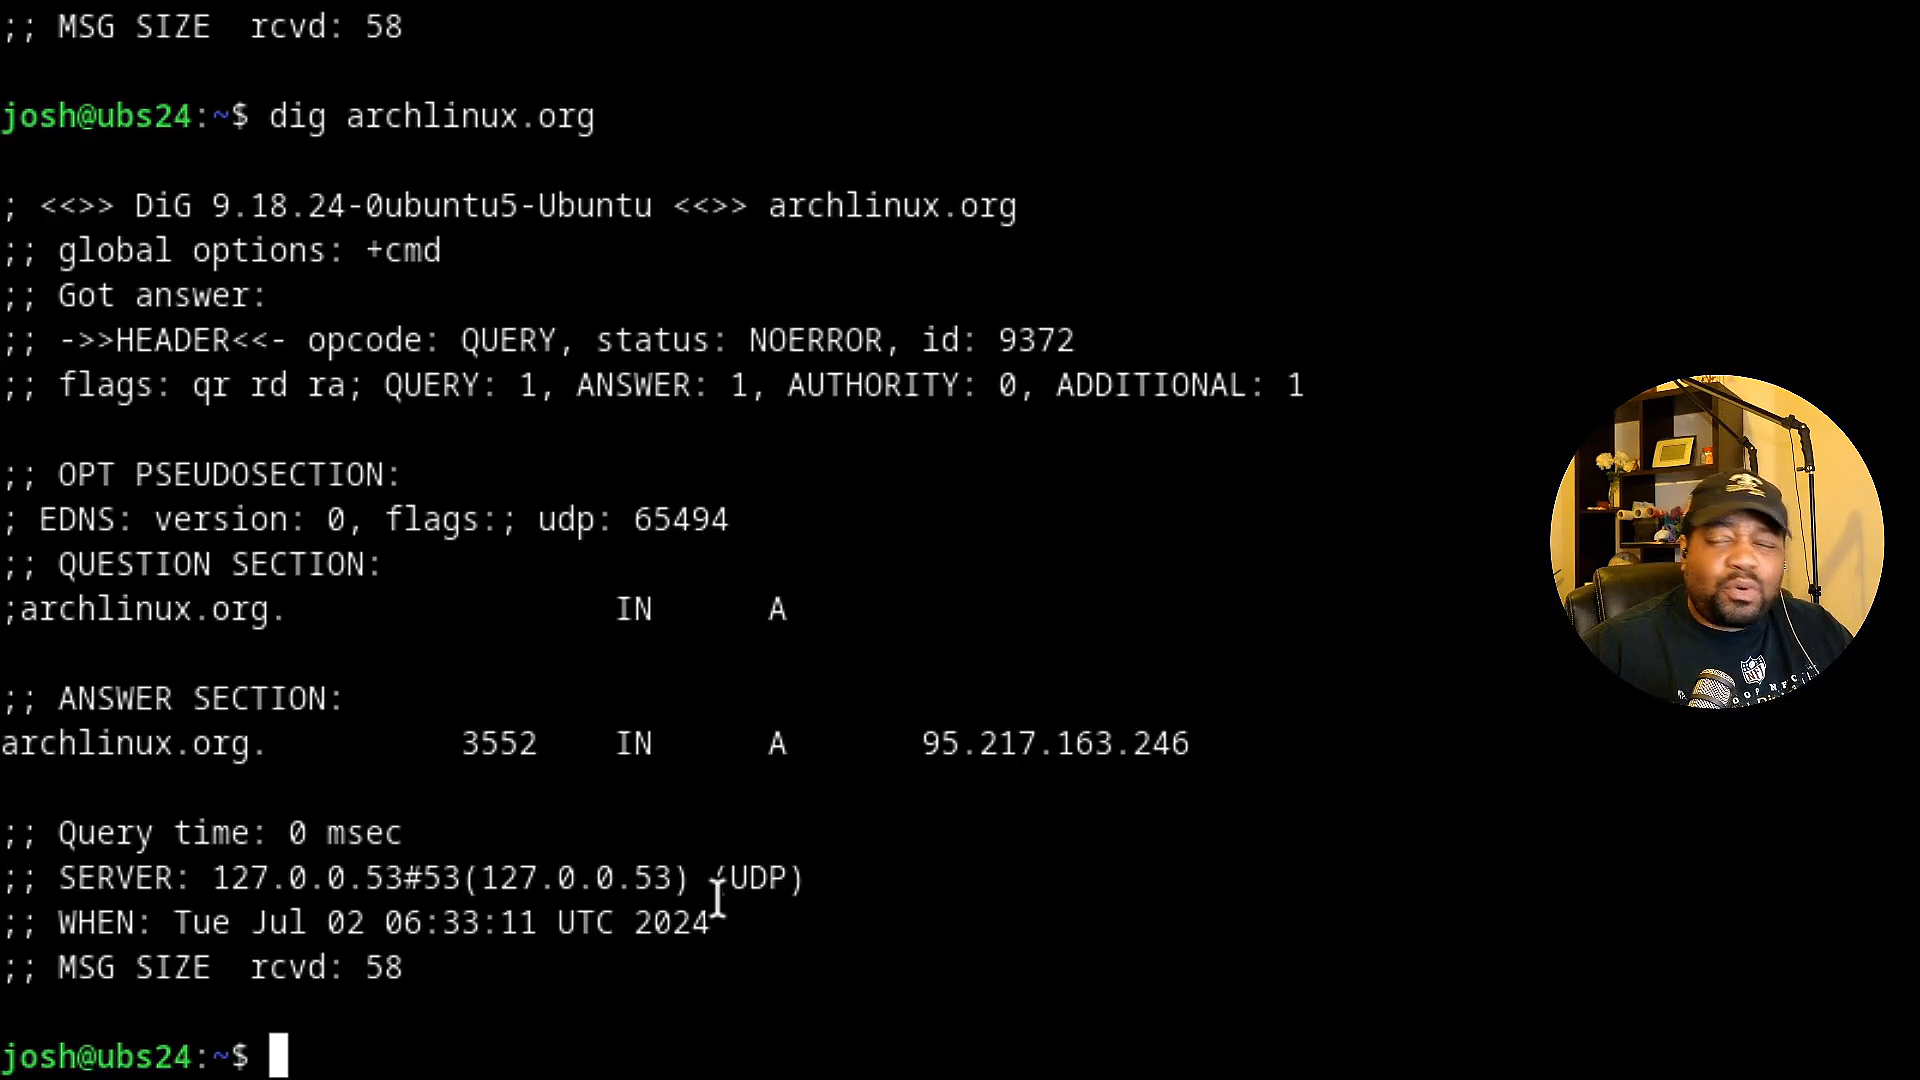 ;; MSG SIZE  rcvd: 58
josh@ubs24:~$ dig archlinux.org
; <<>> DiG 9.18.24-0ubuntu5-Ubuntu <<>> archlinux.org
;; global options: +cmd
;; Got answer:
;; ->>HEADER<<- opcode: QUERY, status: NOERROR, id: 9372
;; flags: qr rd ra; QUERY: 1, ANSWER: 1, AUTHORITY: 0, ADDITIONAL: 1
;; OPT PSEUDOSECTION:
; EDNS: version: 0, flags:; udp: 65494
;; QUESTION SECTION:
;archlinux.org. IN A
;; ANSWER SECTION:
archlinux.org. 3552 IN A 95.217.163.246
;; Query time: 0 msec
;; SERVER: 127.0.0.53#53(127.0.0.53) (UDP)
;; WHEN: Tue Jul 02 06:33:11 UTC 2024
;; MSG SIZE  rcvd: 58
josh@ubs24:~$
NFL